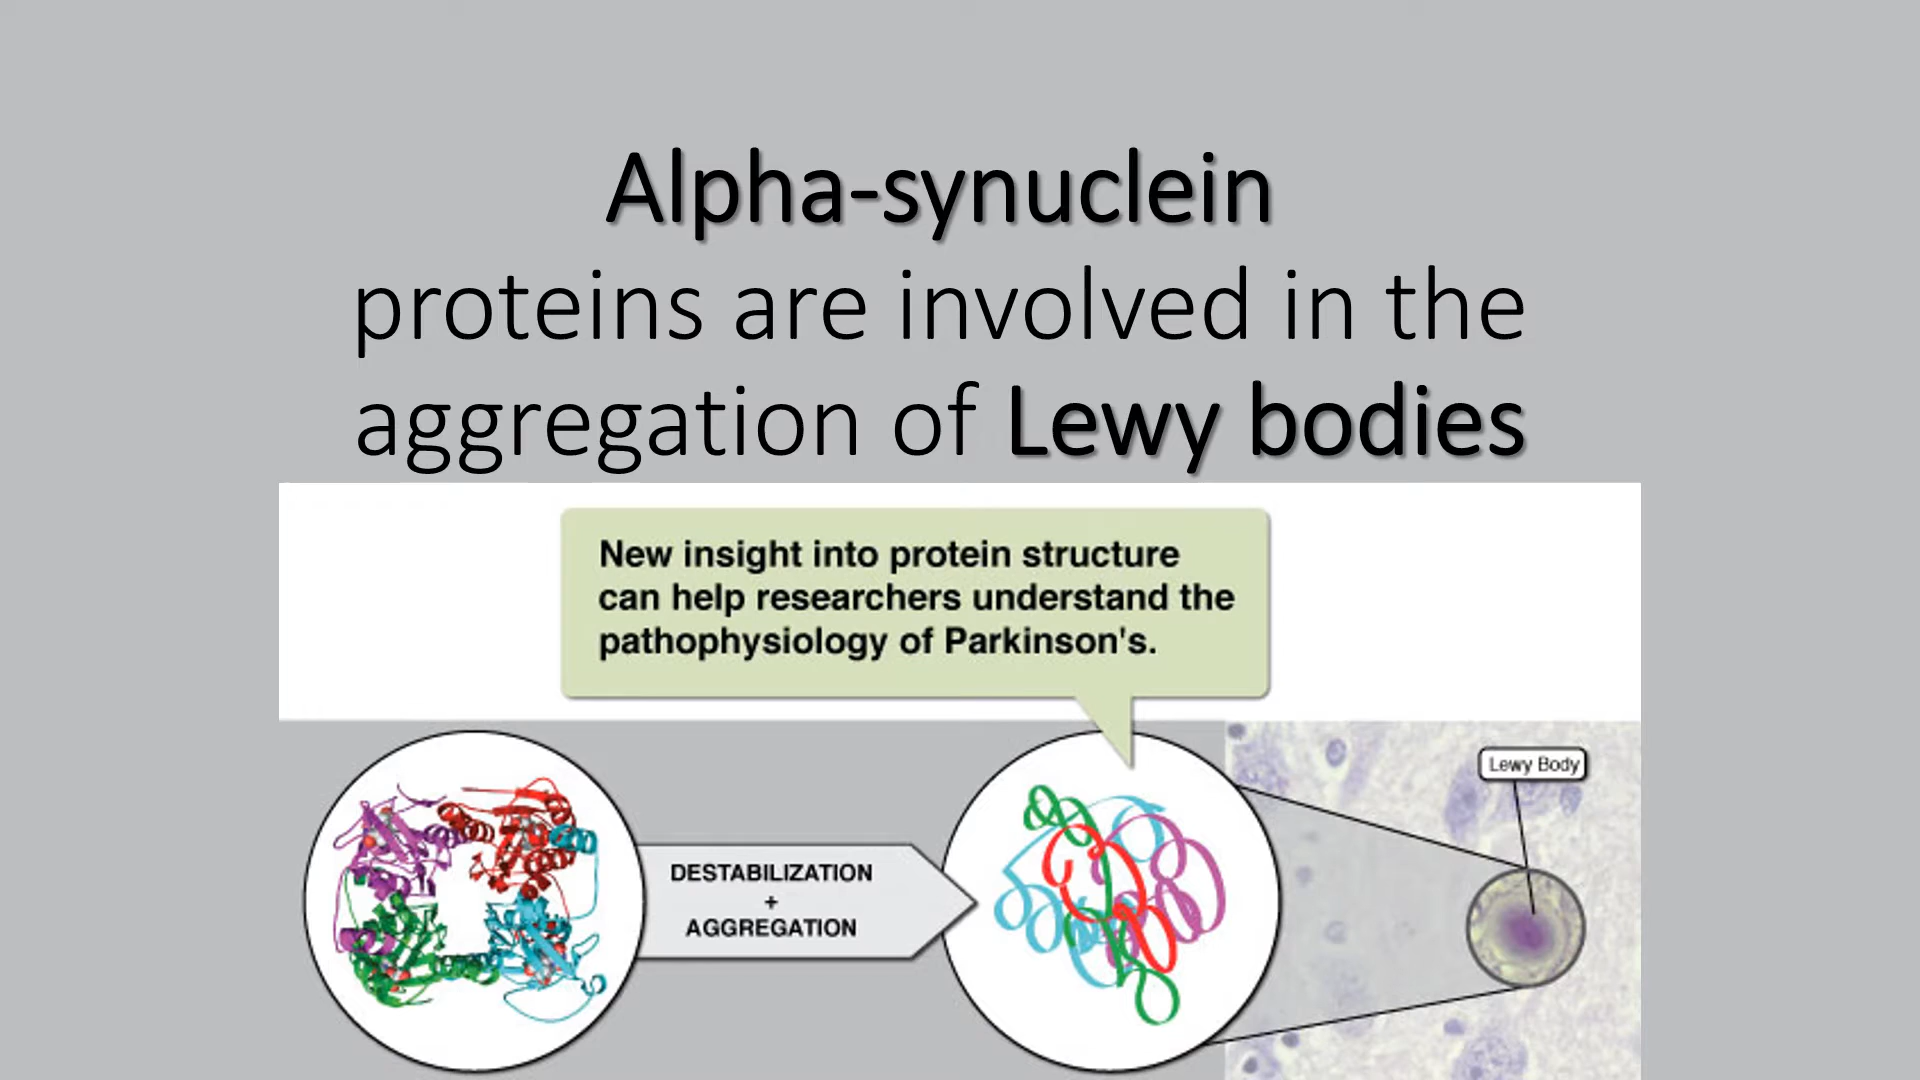 Alpha-synuclein
proteins are involved in the
aggregation of Lewy bodies
New insight into protein structure
can help researchers understand the
pathophysiology of Parkinson's.
DESTABILIZATION
+
AGGREGATION
Lewy Body